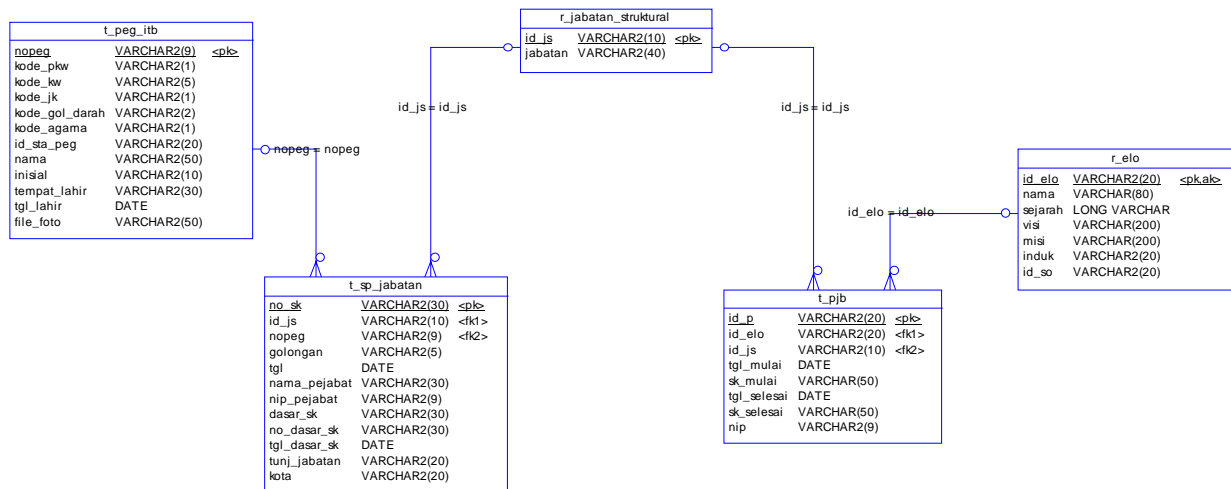 t_peg_itb
nopeg VARCHAR2(9) <pk>
kode_pkw VARCHAR2(1)
kode_kw VARCHAR2(5)
kode_jk VARCHAR2(1)
kode_gol_darah VARCHAR2(2)
kode_agama VARCHAR2(1)
id_sta_peg VARCHAR2(20)
nama VARCHAR2(50)
inisial VARCHAR2(10)
tempat_lahir VARCHAR2(30)
tgl_lahir DATE
file_foto VARCHAR2(50)
r_jabatan_struktural
id_js VARCHAR2(10) <pk>
jabatan VARCHAR2(40)
id_js = id_js
id_js = id_js
nopeg = nopeg
r_elo
id_elo VARCHAR2(20) <pk,ak>
nama VARCHAR(80)
sejarah LONG VARCHAR
visi VARCHAR(200)
misi VARCHAR(200)
induk VARCHAR2(20)
id_so VARCHAR2(20)
id_elo = id_elo
t_sp_jabatan
no_sk VARCHAR2(30) <pk>
id_js VARCHAR2(10) <fk1>
nopeg VARCHAR2(9) <fk2>
golongan VARCHAR2(5)
tgl DATE
nama_pejabat VARCHAR2(30)
nip_pejabat VARCHAR2(9)
dasar_sk VARCHAR2(30)
no_dasar_sk VARCHAR2(30)
tgl_dasar_sk DATE
tunj_jabatan VARCHAR2(20)
kota VARCHAR2(20)
t_pjb
id_p VARCHAR2(20) <pk>
id_elo VARCHAR2(20) <fk1>
id_js VARCHAR2(10) <fk2>
tgl_mulai DATE
sk_mulai VARCHAR(50)
tgl_selesai DATE
sk_selesai VARCHAR(50)
nip VARCHAR2(9)